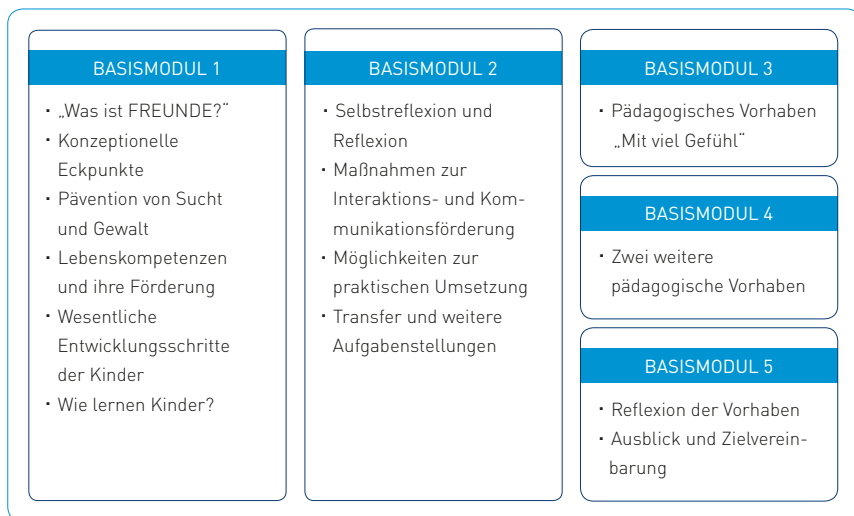 BASISMODUL 1
· „Was ist FREUNDE?“
· Konzeptionelle
Eckpunkte
· Pävention von Sucht
und Gewalt
· Lebenskompetenzen
und ihre Förderung
· Wesentliche
Entwicklungsschritte
der Kinder
· Wie lernen Kinder?
BASISMODUL 2
· Selbstreflexion und
Reflexion
· Maßnahmen zur
Interaktions- und Kom-
munikationsförderung
· Möglichkeiten zur
praktischen Umsetzung
· Transfer und weitere
Aufgabenstellungen
BASISMODUL 3
· Pädagogisches Vorhaben
„Mit viel Gefühl“
BASISMODUL 4
· Zwei weitere
pädagogische Vorhaben
BASISMODUL 5
· Reflexion der Vorhaben
· Ausblick und Zielverein-
barung